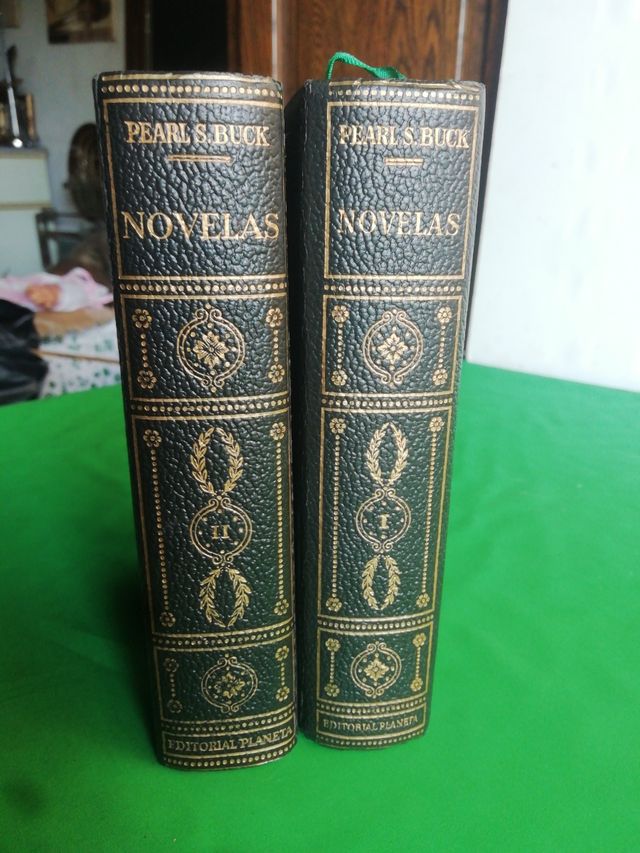 PEARL S. BUCK
NOVELAS
II
EDITORIAL PLANETA
PEARL S. BUCK
NOVELAS
I
EDITORIAL PLANETA